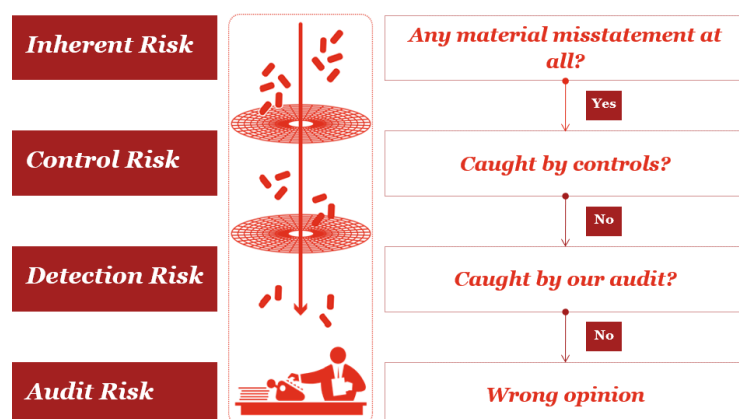 Inherent Risk
Any material misstatement at
all?
Yes
Control Risk
Caught by controls?
No
Detection Risk
Caught by our audit?
No
Audit Risk
Wrong opinion